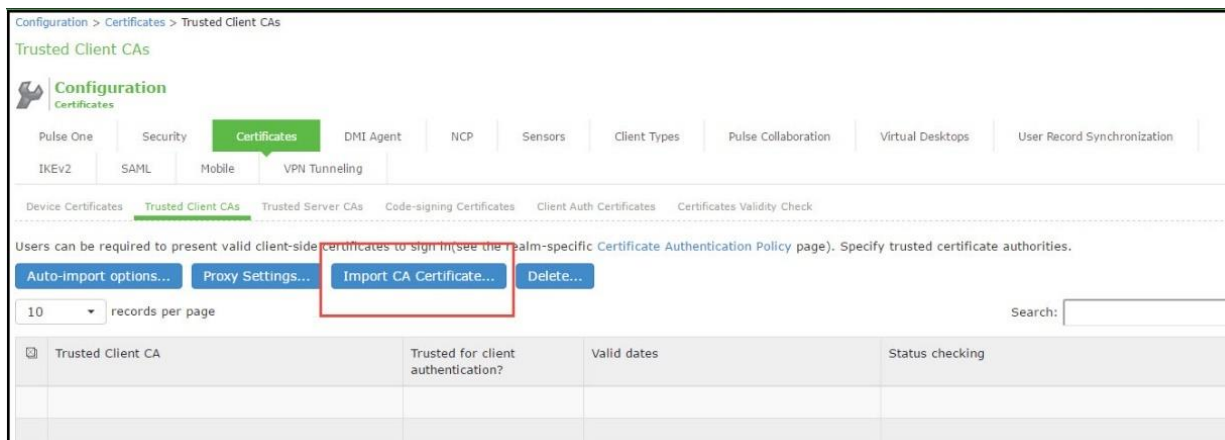 Configuration > Certificates > Trusted Client CAs
Trusted Client CAs
Configuration
Certificates
Pulse One Security Certificates DMI Agent NCP Sensors Client Types Pulse Collaboration Virtual Desktops User Record Synchronization
IKEv2 SAML Mobile VPN Tunneling
Device Certificates Trusted Client CAs Trusted Server CAs Code-signing Certificates Client Auth Certificates Certificates Validity Check
Users can be required to present valid client-side certificates to sign in(see the realm-specific Certificate Authentication Policy page). Specify trusted certificate authorities.
Auto-import options... Proxy Settings... Import CA Certificate... Delete...
10 records per page Search:
Trusted Client CA Trusted for client Valid dates Status checking
authentication?